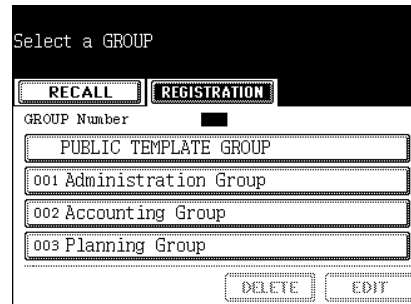 Select a GROUP
RECALL REGISTRATION
GROUP Number
PUBLIC TEMPLATE GROUP
001 Administration Group
002 Accounting Group
003 Planning Group
DELETE EDIT